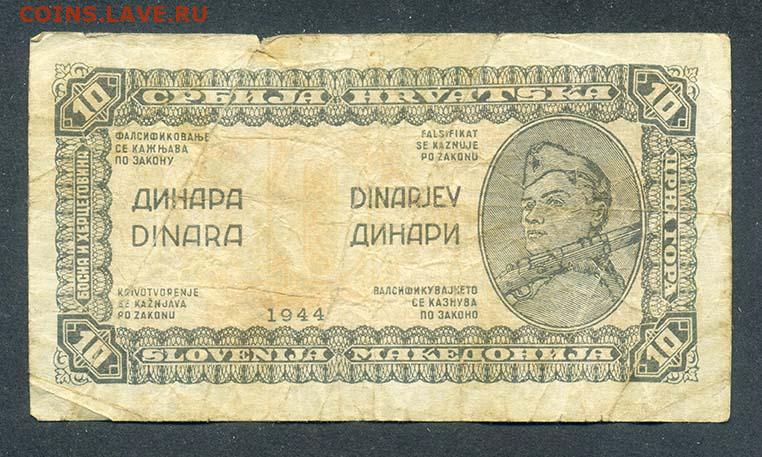 COINS.LAVE.RU
10 СРБИЈА HRVATSKA 10
ФАЛСИФИКОВАЊЕ
СЕ КАЖЊАВА
ПО ЗАКОНУ
FALSIFIKAT
SE KAZNUJE
PO ZAKONU
БОСНА И ХЕРЦЕГОВИНА
ЦРНА ГОРА
10
ДИНАРА
DINARA
DINARJEV
ДИНАРИ
KRIVOTVORENJE
SE KAŽNJAVA
PO ZAKONU
1944
ВАЛСИФИКУВАЈКЕТО
СЕ КАЗНУВА
ПО ЗАКОНО
10 SLOVENIJA МАКЕДОНИЈА 10